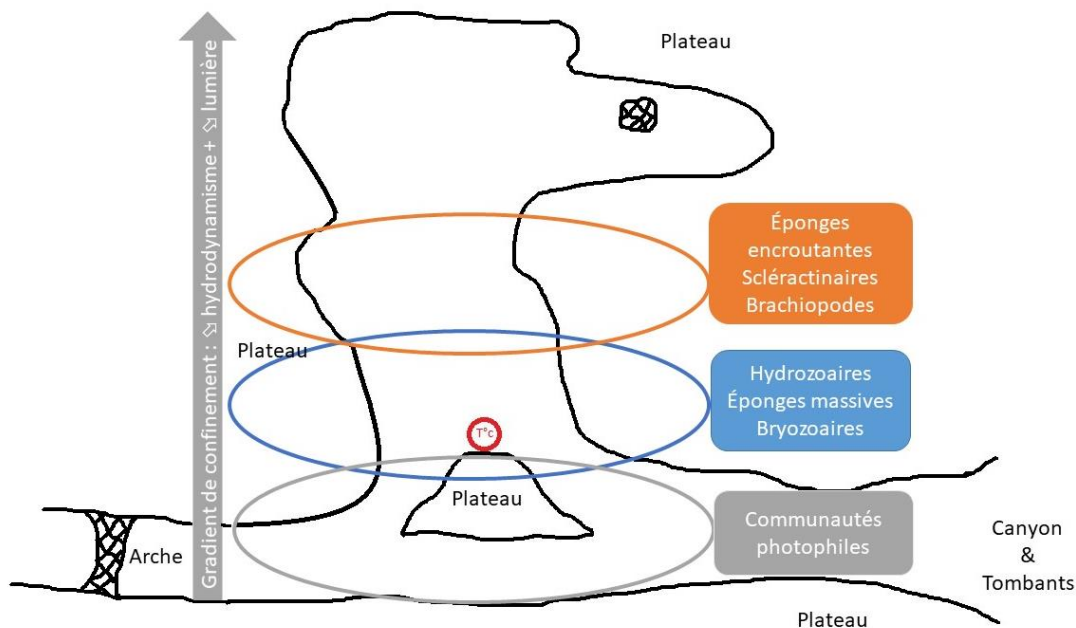 Plateau
Gradient de confinement : ⇘ hydrodynamisme + ⇘ lumière
Éponges
encroutantes
Scléractinaires
Brachiopodes
Plateau
Hydrozoaires
Éponges massives
Bryozoaires
T°c
Plateau
Communautés
photophiles
Arche
Canyon
&
Tombants
Plateau